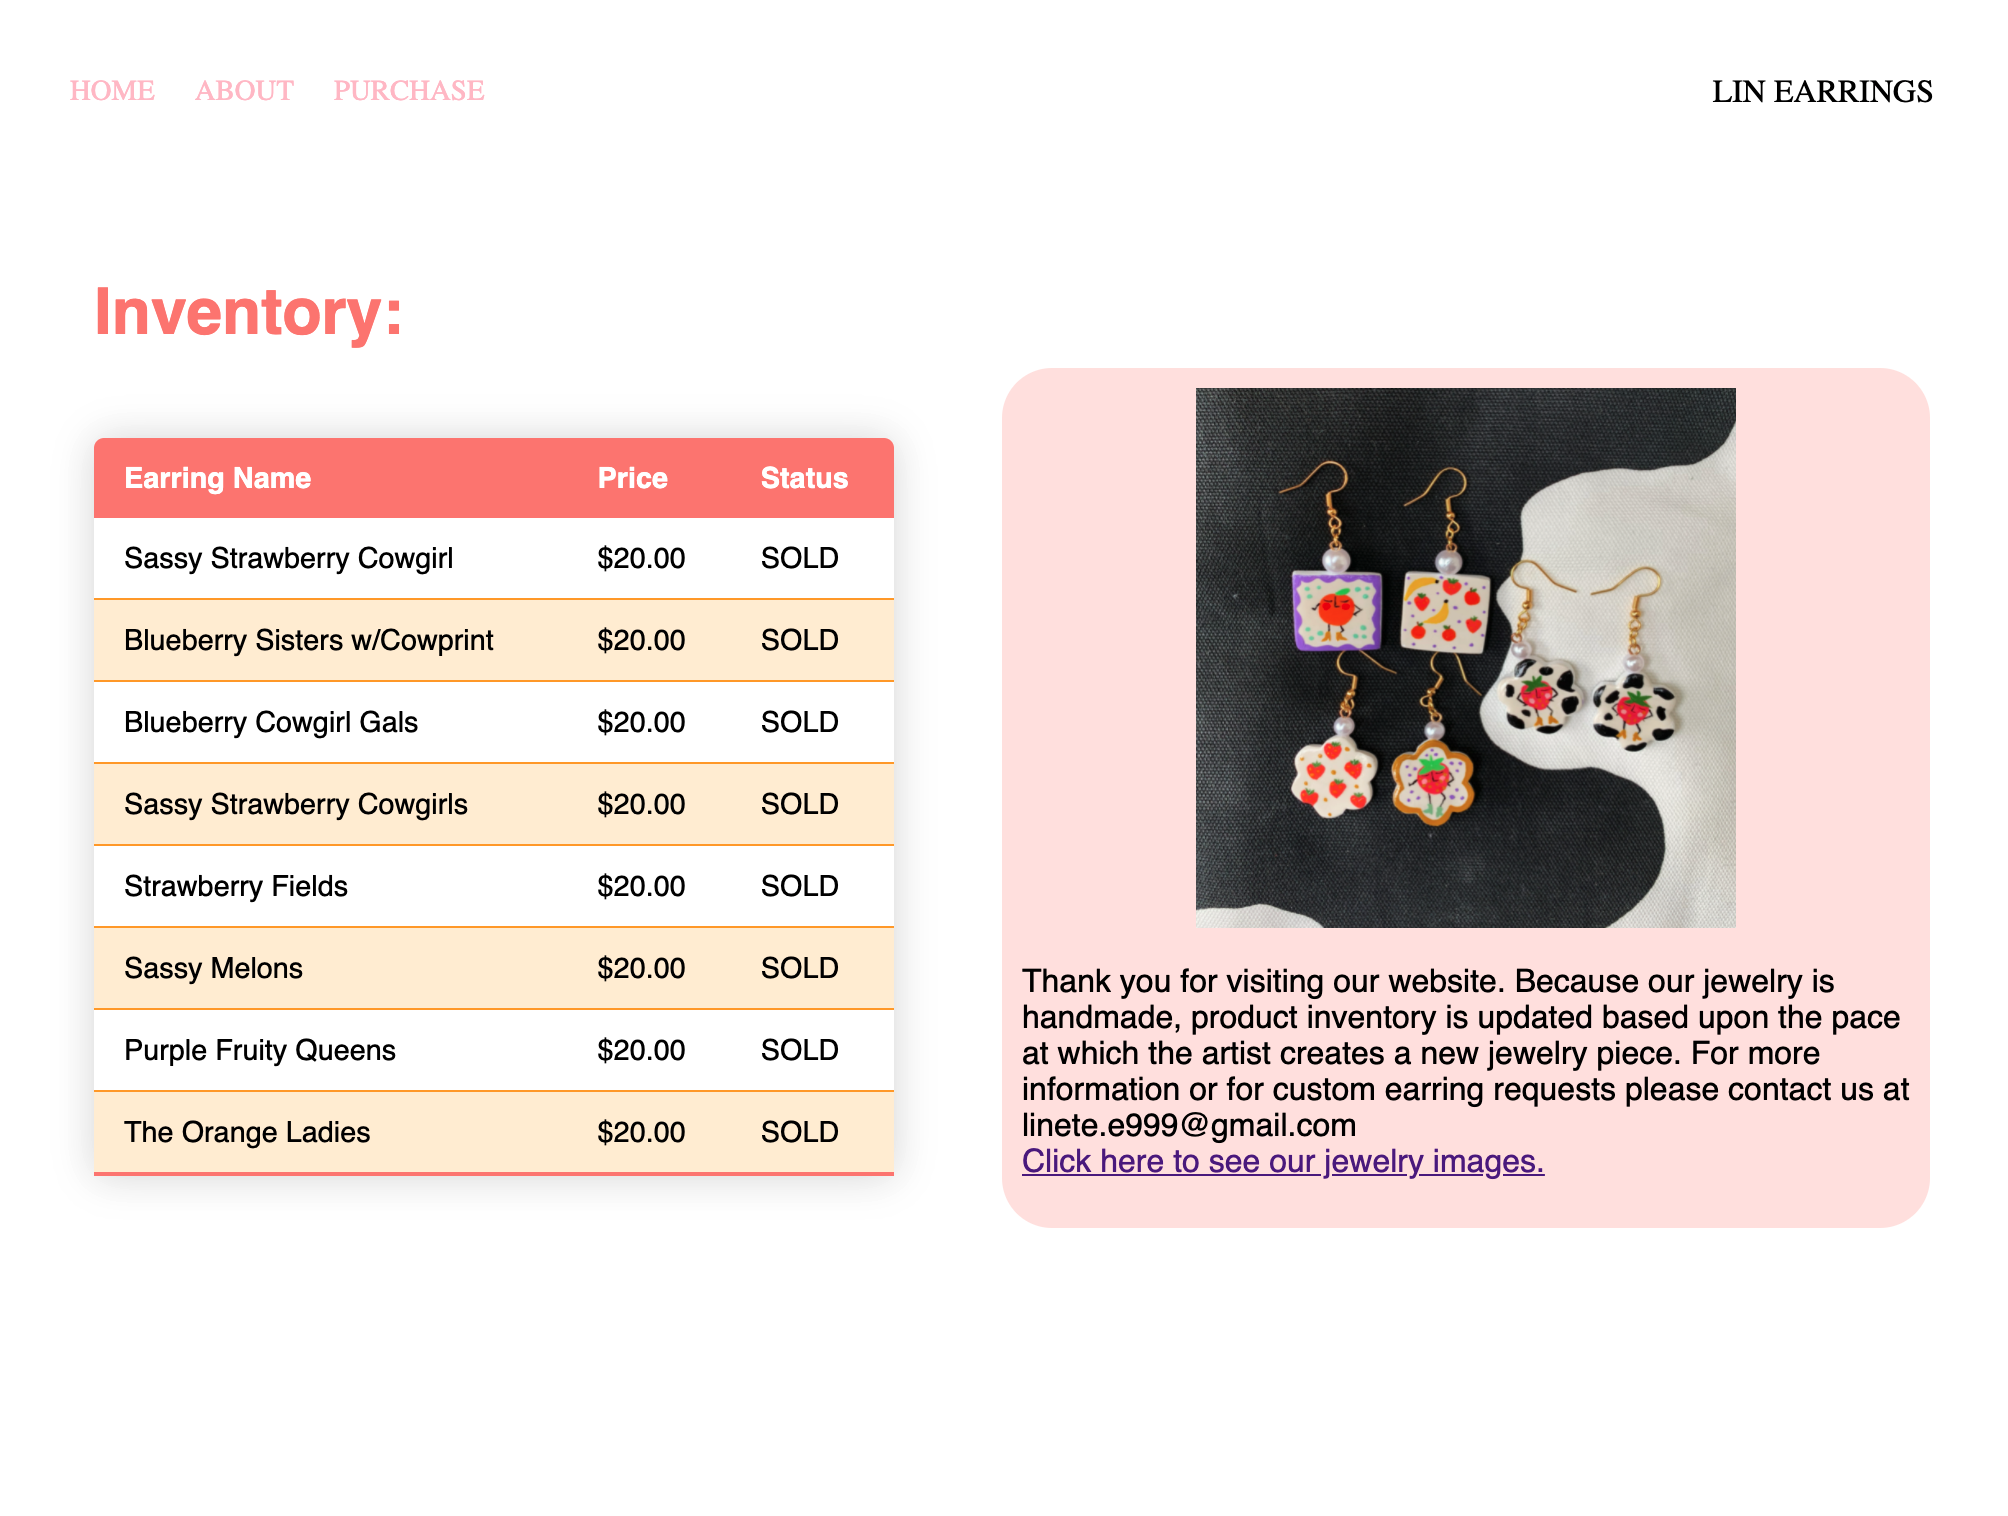 HOME ABOUT PURCHASE LIN EARRINGS
Inventory:
Earring Name Price Status
Sassy Strawberry Cowgirl $20.00 SOLD
Blueberry Sisters w/Cowprint $20.00 SOLD
Blueberry Cowgirl Gals $20.00 SOLD
Sassy Strawberry Cowgirls $20.00 SOLD
Strawberry Fields $20.00 SOLD
Sassy Melons $20.00 SOLD
Purple Fruity Queens $20.00 SOLD
The Orange Ladies $20.00 SOLD
Thank you for visiting our website. Because our jewelry is
handmade, product inventory is updated based upon the pace
at which the artist creates a new jewelry piece. For more
information or for custom earring requests please contact us at
linete.e999@gmail.com
Click here to see our jewelry images.